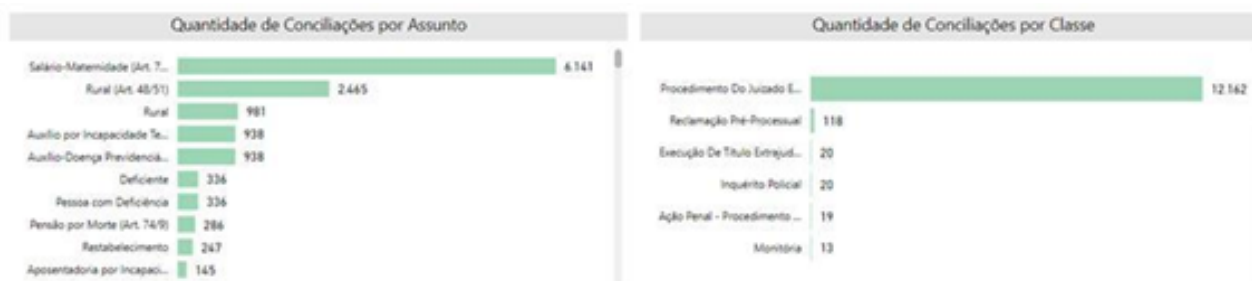 Quantidade de Conciliações por Assunto
Salário-Maternidade (Art. 7... 6.141
Rural (Art. 48/51) 2.465
Rural 981
Auxílio por Incapacidade Te... 938
Auxílio-Doença Previdenciá... 938
Deficiente 336
Pessoa com Deficiência 336
Pensão por Morte (Art. 74/9) 286
Restabelecimento 247
Aposentadoria por Incapaci... 145
Quantidade de Conciliações por Classe
Procedimento Do Juizado E... 12.162
Reclamação Pré-Processual 118
Execução De Título Extrajud... 20
Inquérito Policial 20
Ação Penal - Procedimento ... 19
Monitória 13